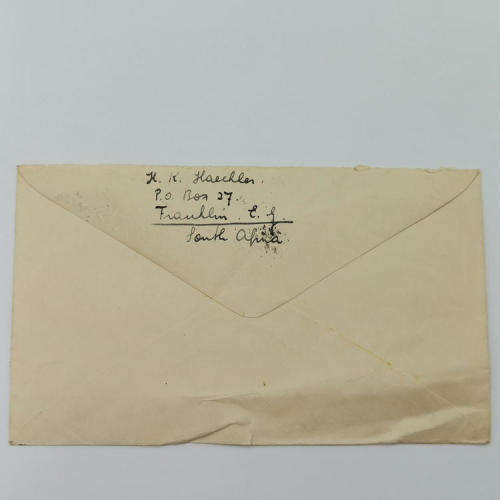 H. K. Haechler.
P.O. Box 27.
Franklin. E. G.
South Africa